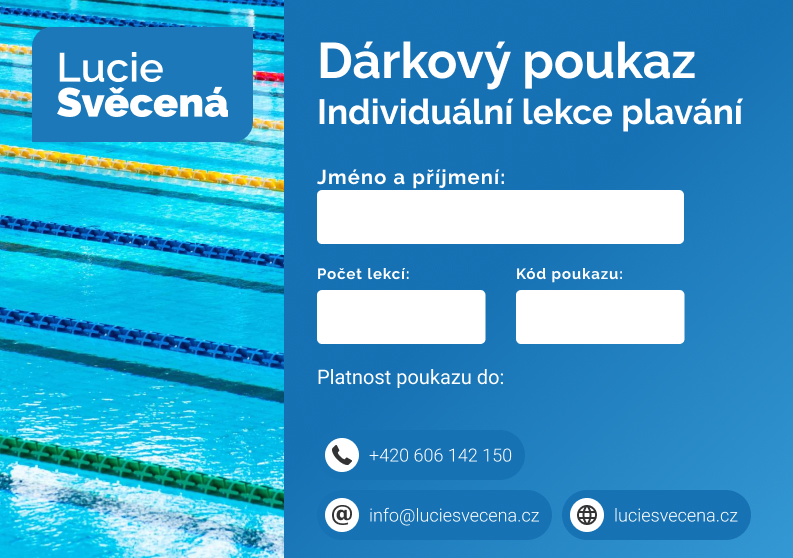 Lucie
Svěcená
Dárkový poukaz
Individuální lekce plavání
Jméno a příjmení:
Počet lekcí:
Kód poukazu:
Platnost poukazu do:
+420 606 142 150
info@luciesvecena.cz
luciesvecena.cz